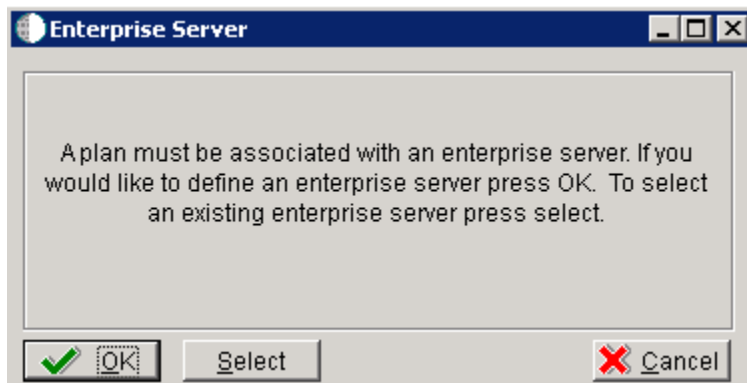 Enterprise Server
A plan must be associated with an enterprise server. If you
would like to define an enterprise server press OK. To select
an existing enterprise server press select.
OK Select Cancel